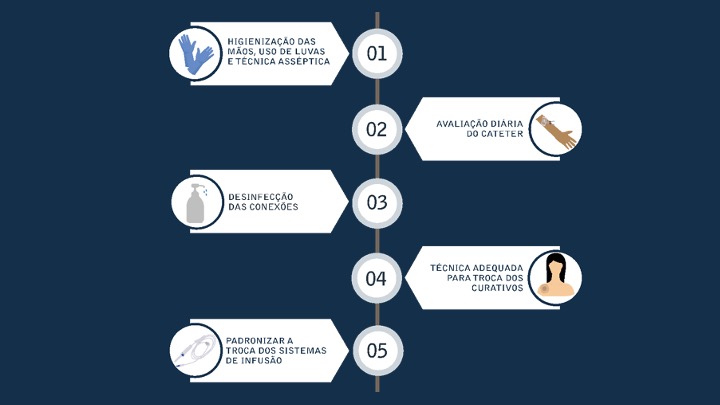 HIGIENIZAÇÃO DAS
MÃOS, USO DE LUVAS
E TÉCNICA ASSÉPTICA
01
02
AVALIAÇÃO DIÁRIA
DO CATETER
DESINFECÇÃO
DAS CONEXÕES
03
04
TÉCNICA ADEQUADA
PARA TROCA DOS
CURATIVOS
PADRONIZAR A
TROCA DOS SISTEMAS
DE INFUSÃO
05